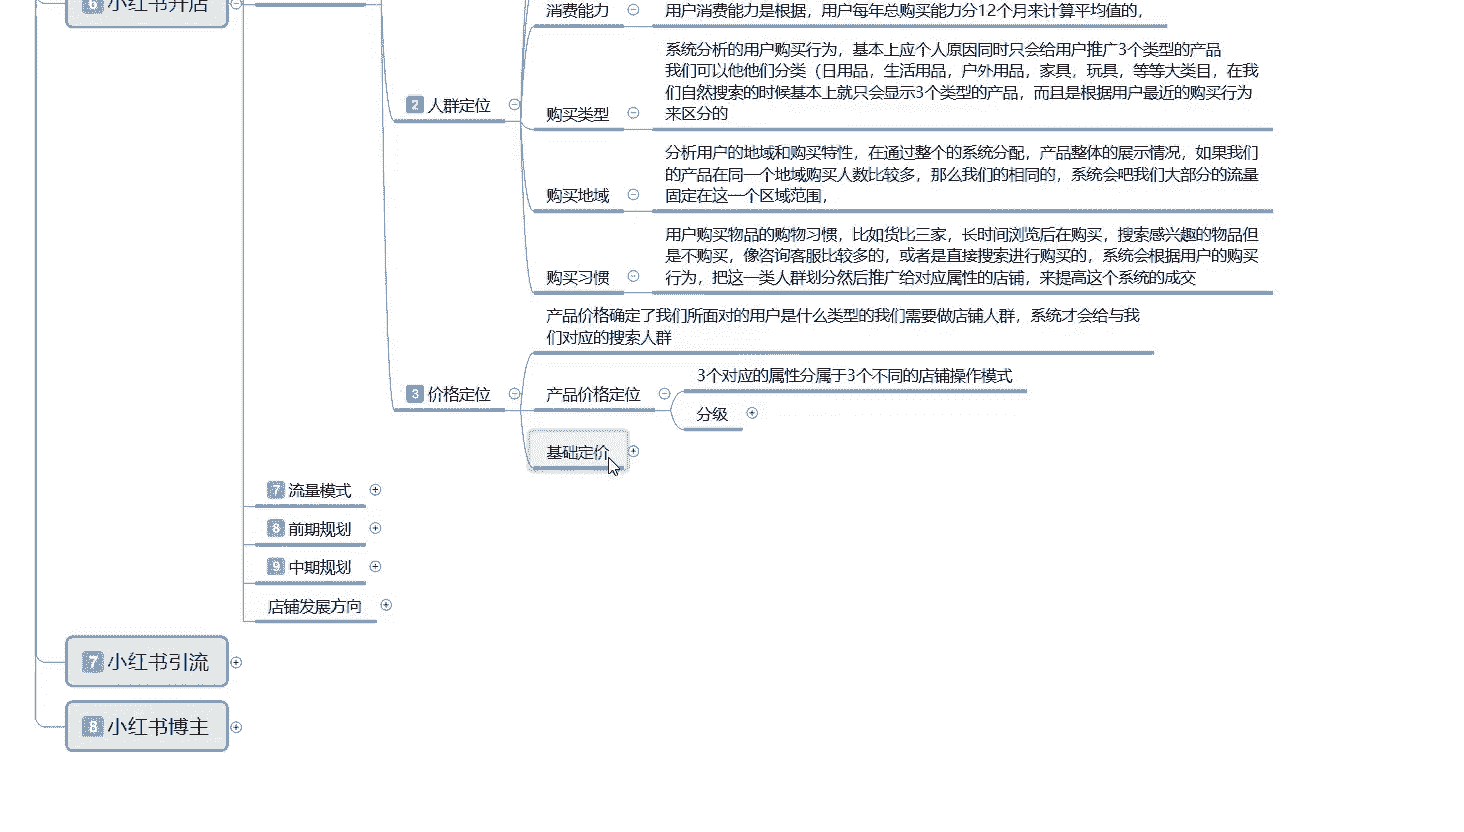 6 小红书开店
消费能力
用户消费能力是根据，用户每年总购买能力分12个月来计算平均值的，
2 人群定位
购买类型
系统分析的用户购买行为，基本上应个人原因同时只会给用户推广3个类型的产品
我们可以他他们分类（日用品，生活用品，户外用品，家具，玩具，等等大类目，在我
们自然搜索的时候基本上就只会显示3个类型的产品，而且是根据用户最近的购买行为
来区分的
购买地域
分析用户的地域和购买特性，在通过整个的系统分配，产品整体的展示情况，如果我们
的产品在同一个地域购买人数比较多，那么我们的相同的，系统会吧我们大部分的流量
固定在这一个区域范围，
购买习惯
用户购买物品的购物习惯，比如货比三家，长时间浏览后在购买，搜索感兴趣的物品但
是不购买，像咨询客服比较多的，或者是直接搜索进行购买的，系统会根据用户的购买
行为，把这一类人群划分然后推广给对应属性的店铺，来提高这个系统的成交
3 价格定位
产品价格确定了我们所面对的用户是什么类型的我们需要做店铺人群，系统才会给与我
们对应的搜索人群
产品价格定位
3个对应的属性分属于3个不同的店铺操作模式
分级
基础定价
7 流量模式
8 前期规划
9 中期规划
店铺发展方向
7 小红书引流
8 小红书博主